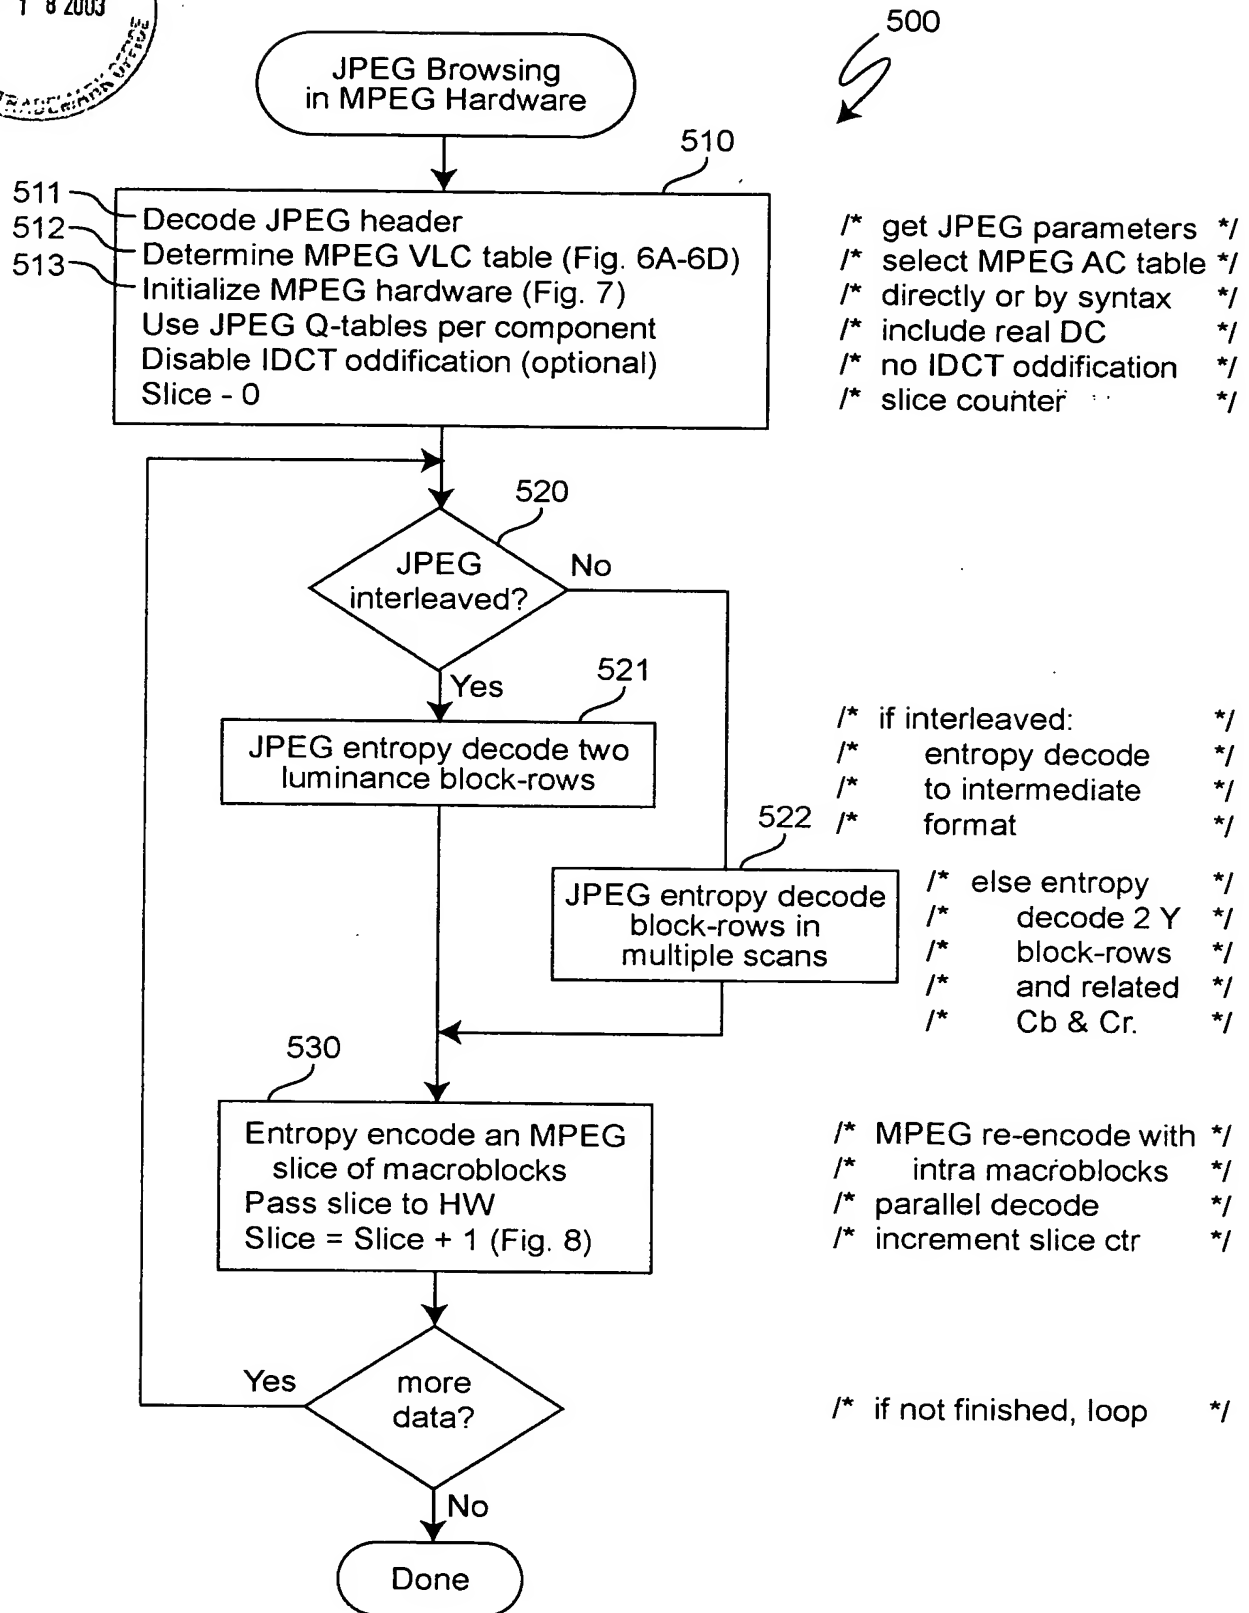 1 8 2003
TRADEMARK OFFICE
500
JPEG Browsing
in MPEG Hardware
510
511
Decode JPEG header
/* get JPEG parameters */
512
Determine MPEG VLC table (Fig. 6A-6D)
/* select MPEG AC table */
513
Initialize MPEG hardware (Fig. 7)
/* directly or by syntax */
Use JPEG Q-tables per component
/* include real DC */
Disable IDCT oddification (optional)
/* no IDCT oddification */
Slice - 0
/* slice counter */
520
JPEG
interleaved?
No
Yes
521
JPEG entropy decode two
luminance block-rows
/* if interleaved: */
/* entropy decode */
/* to intermediate */
/* format */
522
JPEG entropy decode
block-rows in
multiple scans
/* else entropy */
/* decode 2 Y */
/* block-rows */
/* and related */
/* Cb & Cr. */
530
Entropy encode an MPEG
slice of macroblocks
Pass slice to HW
Slice = Slice + 1 (Fig. 8)
/* MPEG re-encode with */
/* intra macroblocks */
/* parallel decode */
/* increment slice ctr */
Yes
more
data?
/* if not finished, loop */
No
Done